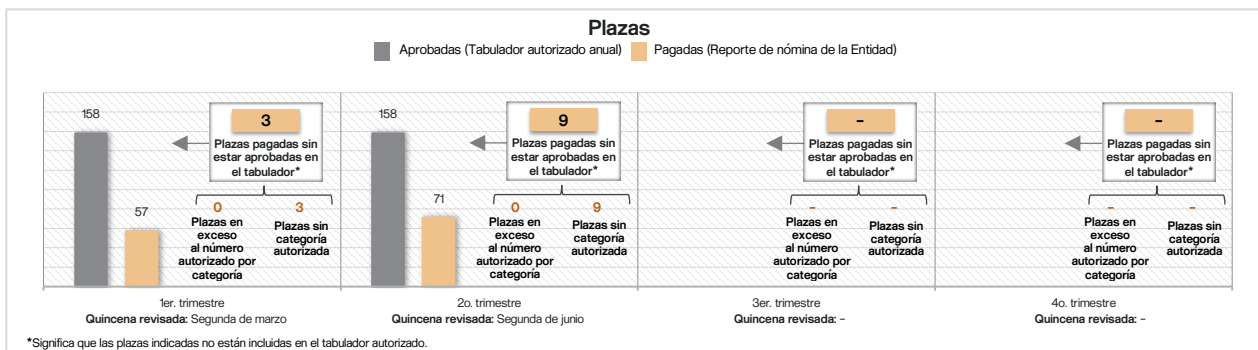 Plazas
Aprobadas (Tabulador autorizado anual)
Pagadas (Reporte de nómina de la Entidad)
158
57
3
Plazas pagadas sin
estar aprobadas en
el tabulador*
0
3
Plazas en
exceso
al número
autorizado por
categoría
Plazas sin
categoría
autorizada
1er. trimestre
Quincena revisada: Segunda de marzo
158
71
9
Plazas pagadas sin
estar aprobadas en
el tabulador*
0
9
Plazas en
exceso
al número
autorizado por
categoría
Plazas sin
categoría
autorizada
2o. trimestre
Quincena revisada: Segunda de junio
-
Plazas pagadas sin
estar aprobadas en
el tabulador*
-
-
Plazas en
exceso
al número
autorizado por
categoría
Plazas sin
categoría
autorizada
3er. trimestre
Quincena revisada: -
-
Plazas pagadas sin
estar aprobadas en
el tabulador*
-
-
Plazas en
exceso
al número
autorizado por
categoría
Plazas sin
categoría
autorizada
4o. trimestre
Quincena revisada: -
*Significa que las plazas indicadas no están incluidas en el tabulador autorizado.